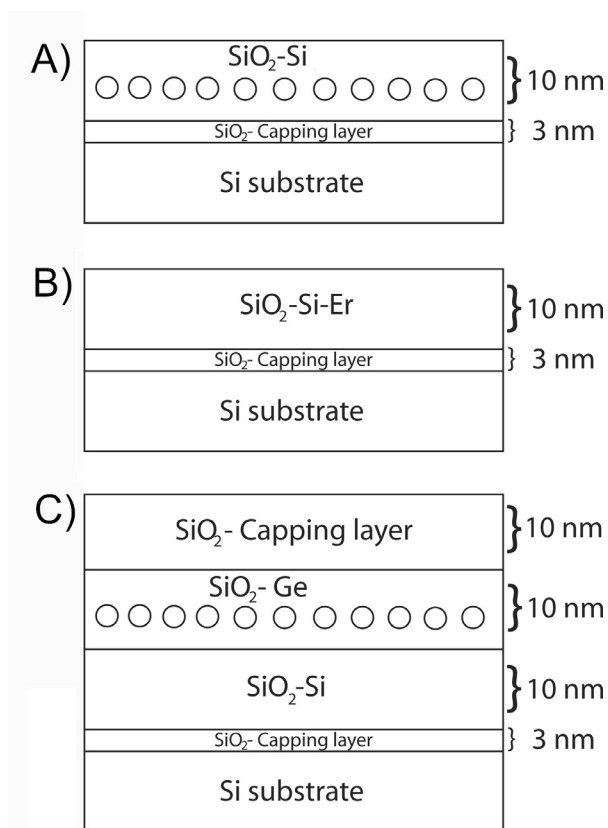 A)
SiO₂-Si
10 nm
SiO₂- Capping layer
3 nm
Si substrate
B)
SiO₂-Si-Er
10 nm
SiO₂- Capping layer
3 nm
Si substrate
C)
SiO₂- Capping layer
10 nm
SiO₂- Ge
10 nm
SiO₂-Si
10 nm
SiO₂- Capping layer
3 nm
Si substrate